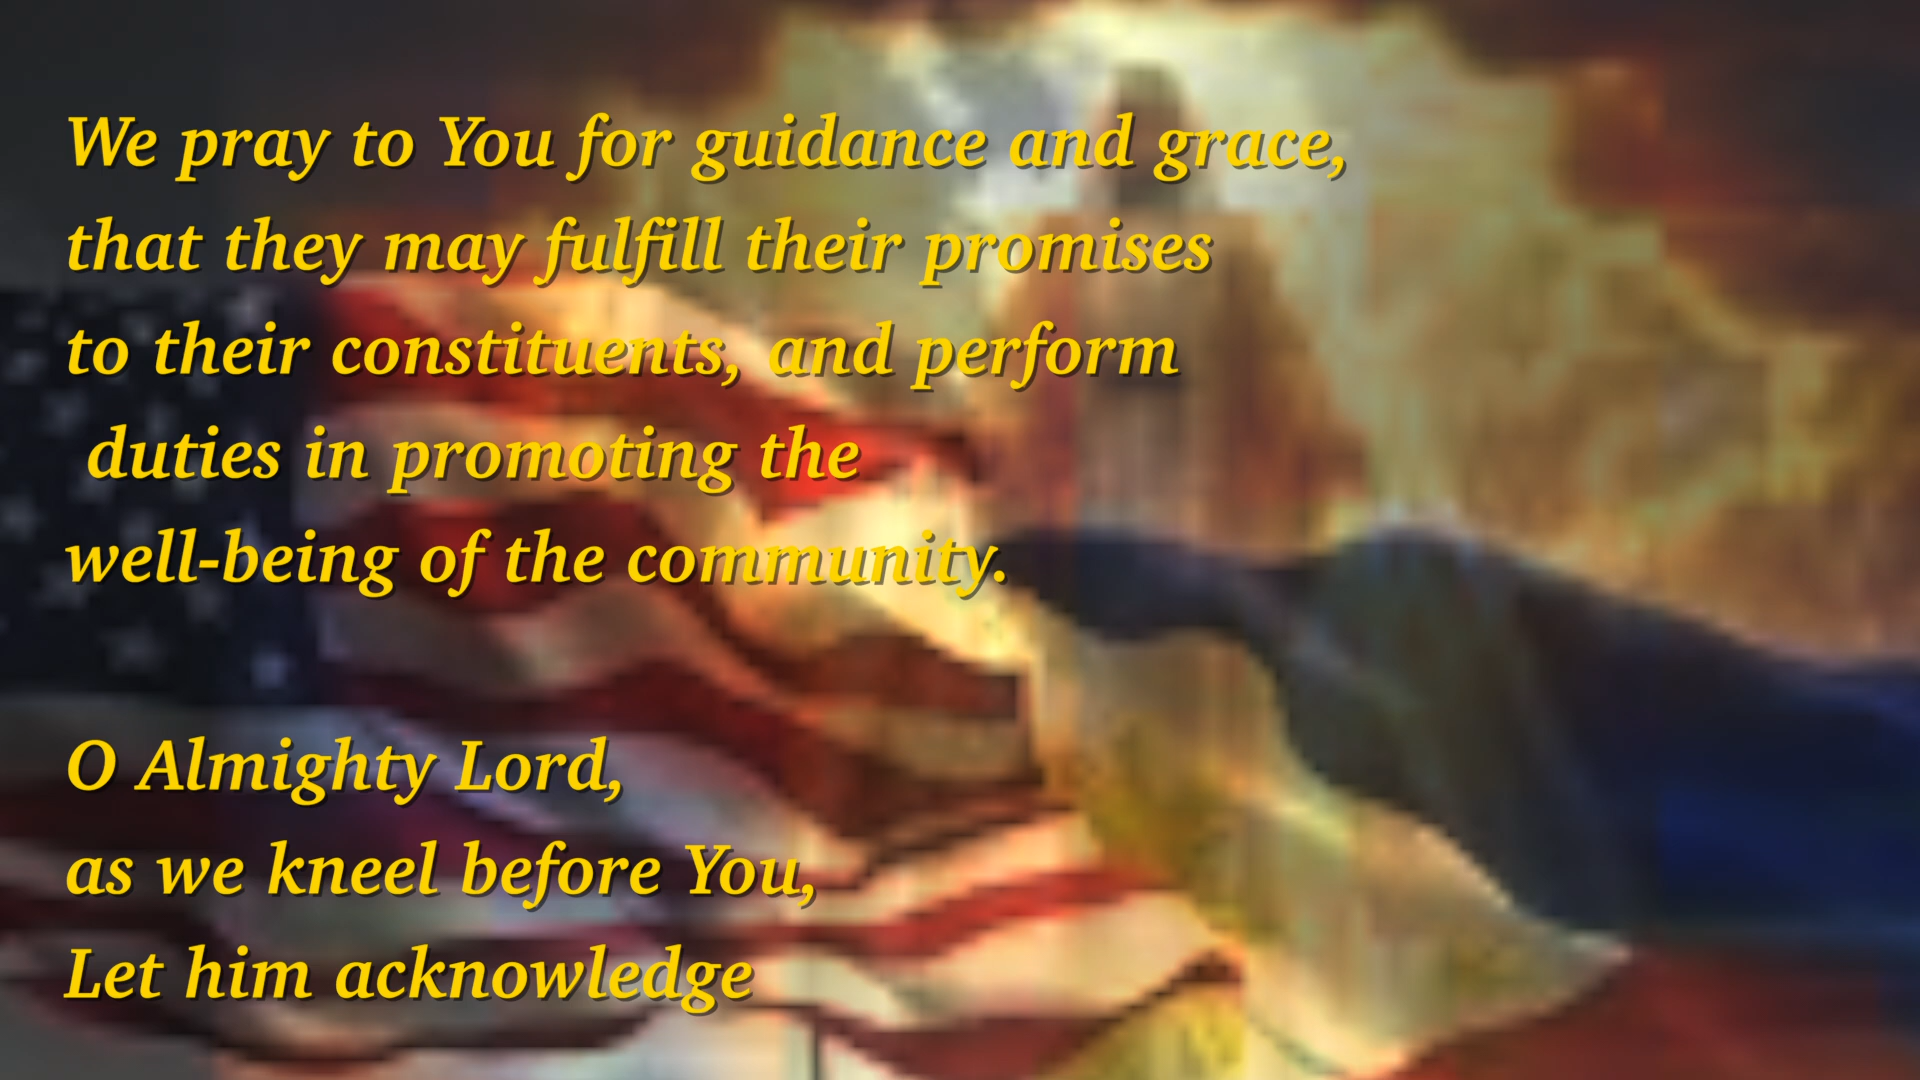 We pray to You for guidance and grace,
that they may fulfill their promises
to their constituents, and perform
duties in promoting the
well-being of the community.
O Almighty Lord,
as we kneel before You,
Let him acknowledge